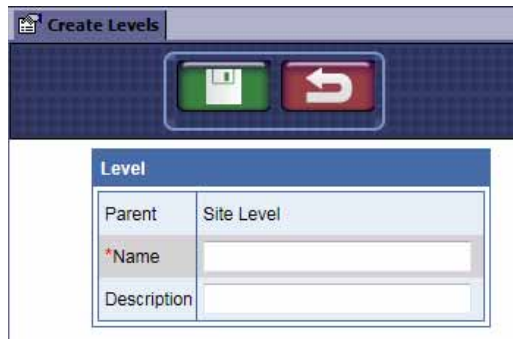 Create Levels
Level
Parent Site Level
*Name
Description